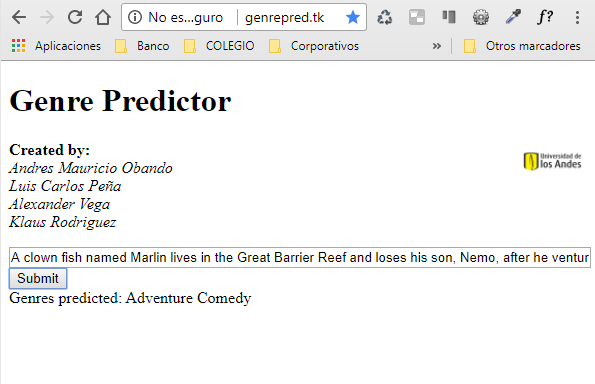 No es...guro genrepred.tk f?
Aplicaciones Banco COLEGIO Corporativos » Otros marcadores
Genre Predictor
Created by:
Andres Mauricio Obando
Universidad de
los Andes
Luis Carlos Peña
Alexander Vega
Klaus Rodriguez
A clown fish named Marlin lives in the Great Barrier Reef and loses his son, Nemo, after he ventur
Submit
Genres predicted: Adventure Comedy